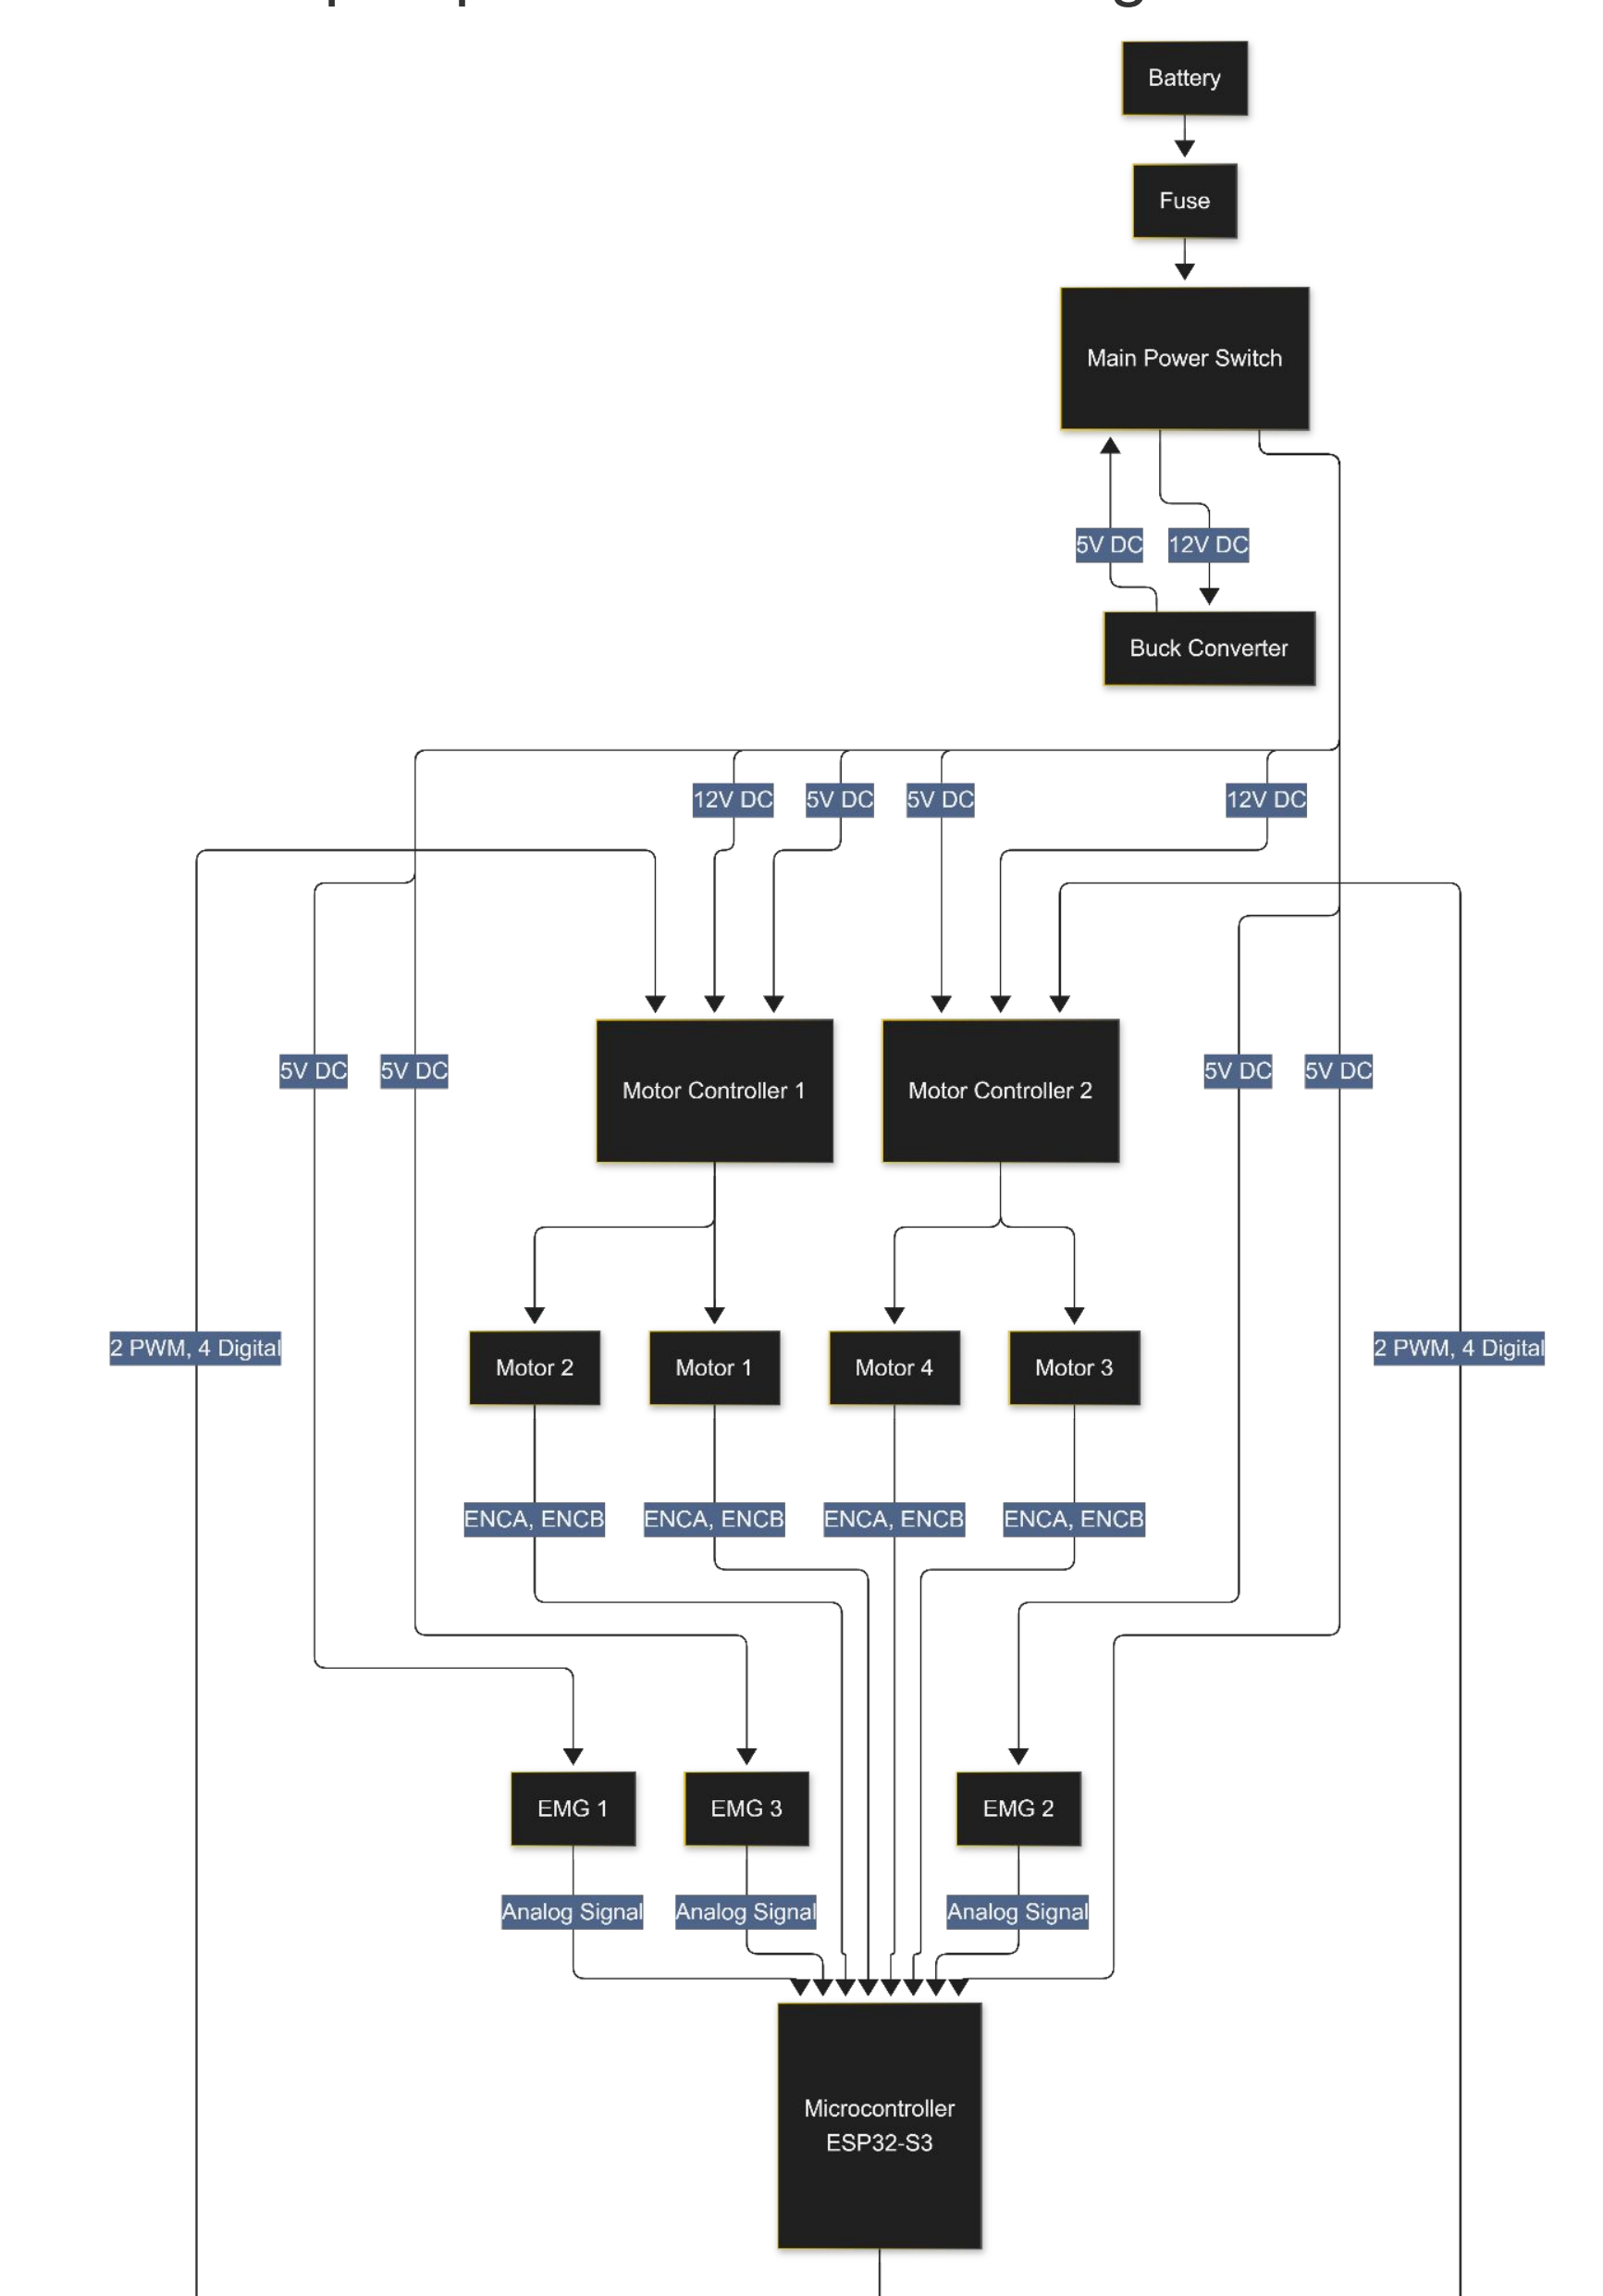 Battery
Fuse
Main Power Switch
5V DC
12V DC
Buck Converter
12V DC
5V DC
5V DC
12V DC
5V DC
5V DC
Motor Controller 1
Motor Controller 2
5V DC
5V DC
2 PWM, 4 Digital
Motor 2
Motor 1
Motor 4
Motor 3
2 PWM, 4 Digital
ENCA, ENCB
ENCA, ENCB
ENCA, ENCB
ENCA, ENCB
EMG 1
EMG 3
EMG 2
Analog Signal
Analog Signal
Analog Signal
Microcontroller
ESP32-S3